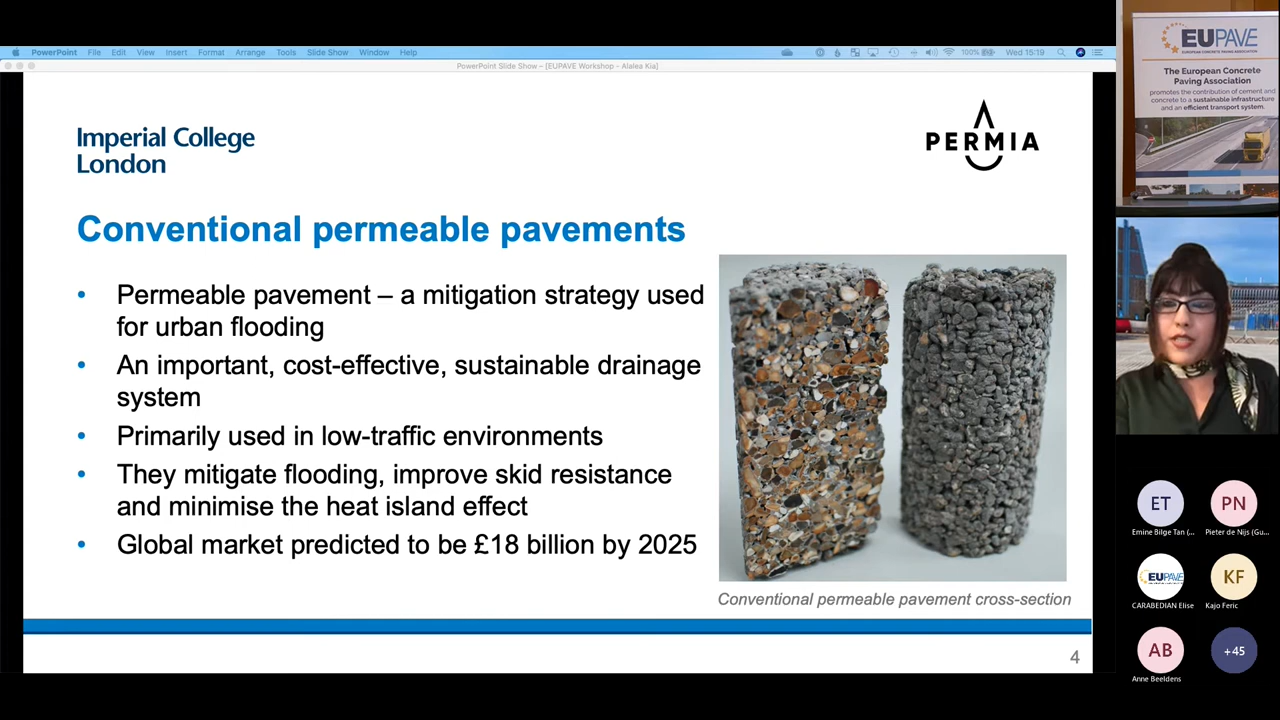 PowerPoint File Edit View Insert Format Arrange Tools Slide Show Window Help
100% Wed 15:19
PowerPoint Slide Show – [EUPAVE Workshop – Alalea Kia]
Imperial College
London
PERMIA
Conventional permeable pavements
• Permeable pavement – a mitigation strategy used
for urban flooding
• An important, cost-effective, sustainable drainage
system
• Primarily used in low-traffic environments
• They mitigate flooding, improve skid resistance
and minimise the heat island effect
• Global market predicted to be £18 billion by 2025
Conventional permeable pavement cross-section
4
EUPAVE
EUROPEAN CONCRETE PAVING ASSOCIATION
The European Concrete
Paving Association
promotes the contribution of cement and
concrete to a sustainable infrastructure
and an efficient transport system.
ET
PN
Emine Bilge Tan (...
Pieter de Nijs (Gu...
EUPAVE
KF
CARABEDIAN Elise
Kajo Feric
AB
+45
Anne Beeldens